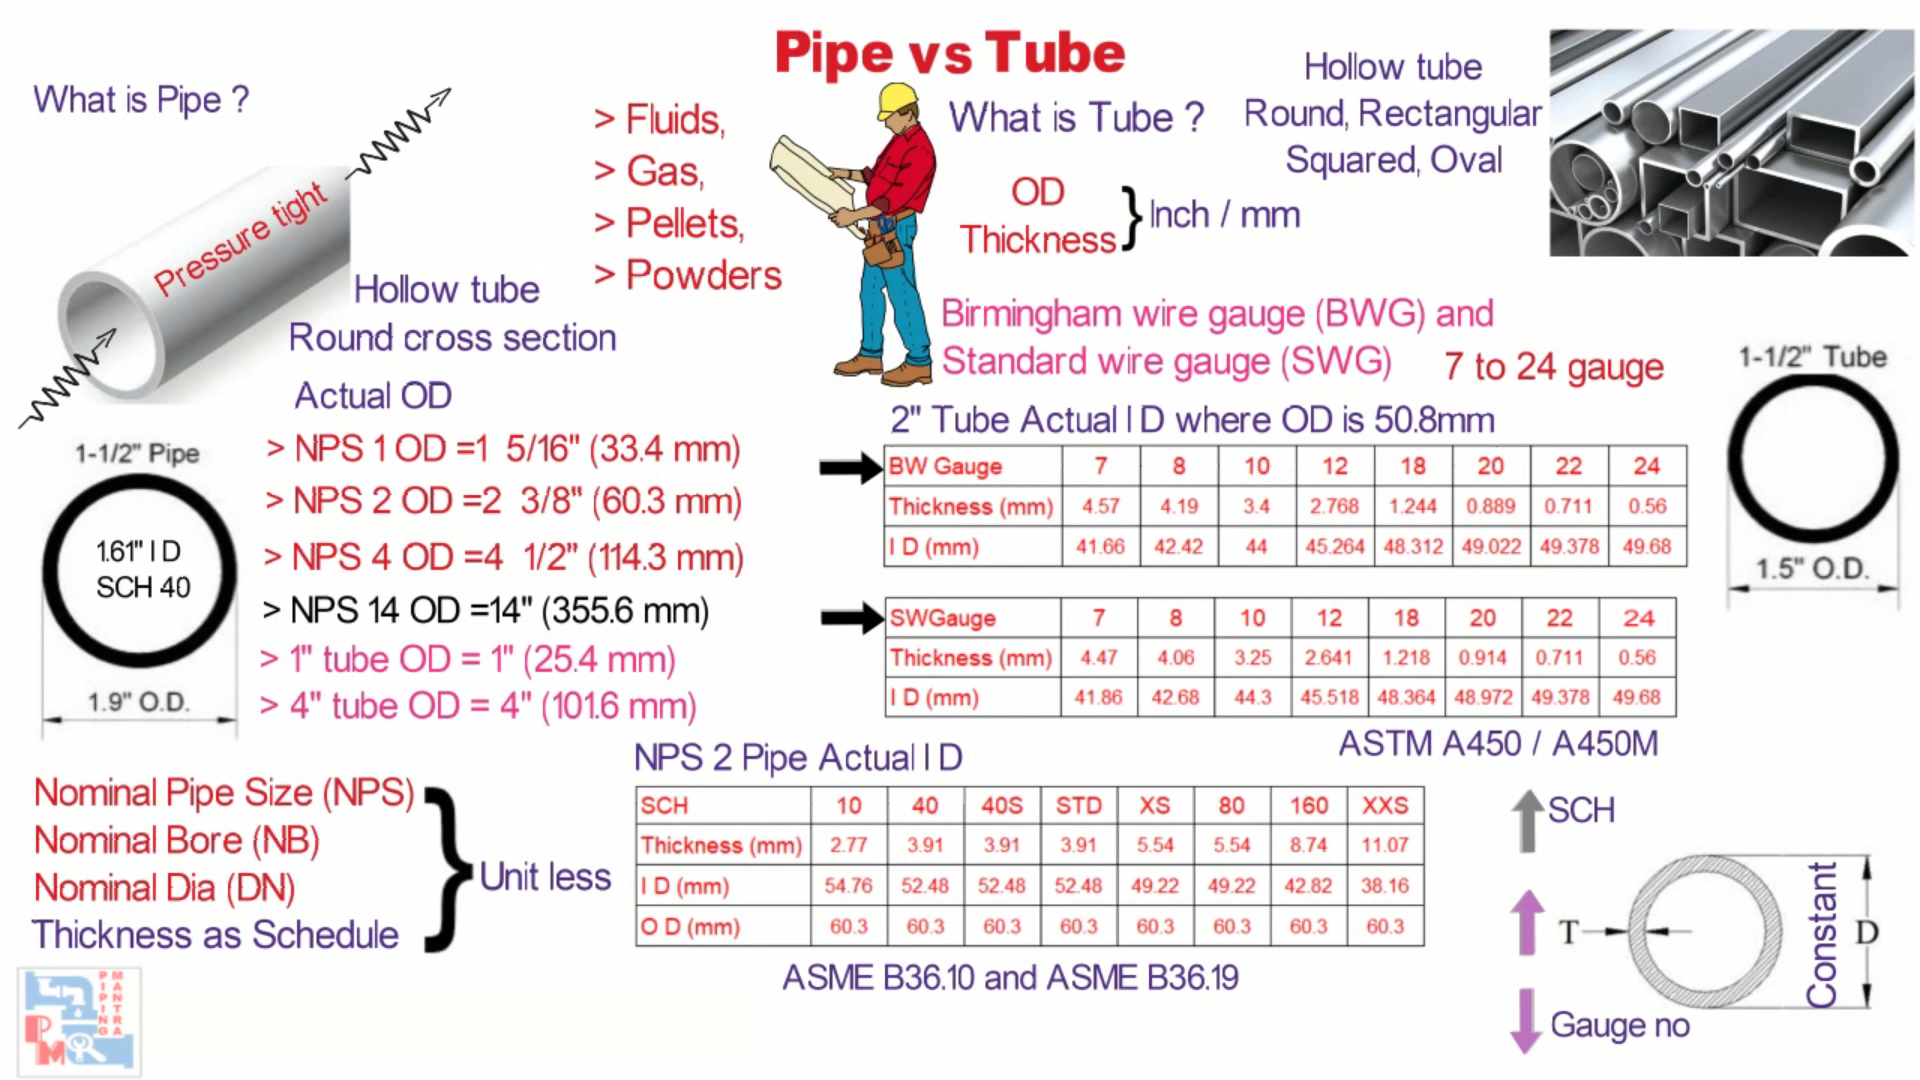 Pipe vs Tube
What is Pipe ?
Pressure tight
Hollow tube
Round cross section
> Fluids,
> Gas,
> Pellets,
> Powders
What is Tube ?
Hollow tube
Round, Rectangular
Squared, Oval
OD
Thickness
} Inch / mm
Birmingham wire gauge (BWG) and
Standard wire gauge (SWG)
7 to 24 gauge
Actual OD
> NPS 1 OD =1 5/16" (33.4 mm)
> NPS 2 OD =2 3/8" (60.3 mm)
> NPS 4 OD =4 1/2" (114.3 mm)
> NPS 14 OD =14" (355.6 mm)
> 1" tube OD = 1" (25.4 mm)
> 4" tube OD = 4" (101.6 mm)
1-1/2" Pipe
1.61" I D
SCH 40
1.9" O.D.
2" Tube Actual I D where OD is 50.8mm
BW Gauge 7 8 10 12 18 20 22 24
Thickness (mm) 4.57 4.19 3.4 2.768 1.244 0.889 0.711 0.56
I D (mm) 41.66 42.42 44 45.264 48.312 49.022 49.378 49.68
SWGauge 7 8 10 12 18 20 22 24
Thickness (mm) 4.47 4.06 3.25 2.641 1.218 0.914 0.711 0.56
I D (mm) 41.86 42.68 44.3 45.518 48.364 48.972 49.378 49.68
ASTM A450 / A450M
1-1/2" Tube
1.5" O.D.
Nominal Pipe Size (NPS)
Nominal Bore (NB)
Nominal Dia (DN)
Thickness as Schedule
} Unit less
NPS 2 Pipe Actual I D
SCH 10 40 40S STD XS 80 160 XXS
Thickness (mm) 2.77 3.91 3.91 3.91 5.54 5.54 8.74 11.07
I D (mm) 54.76 52.48 52.48 52.48 49.22 49.22 42.82 38.16
O D (mm) 60.3 60.3 60.3 60.3 60.3 60.3 60.3 60.3
ASME B36.10 and ASME B36.19
SCH
T
Constant
D
Gauge no
PIPING
MANTRA
PM